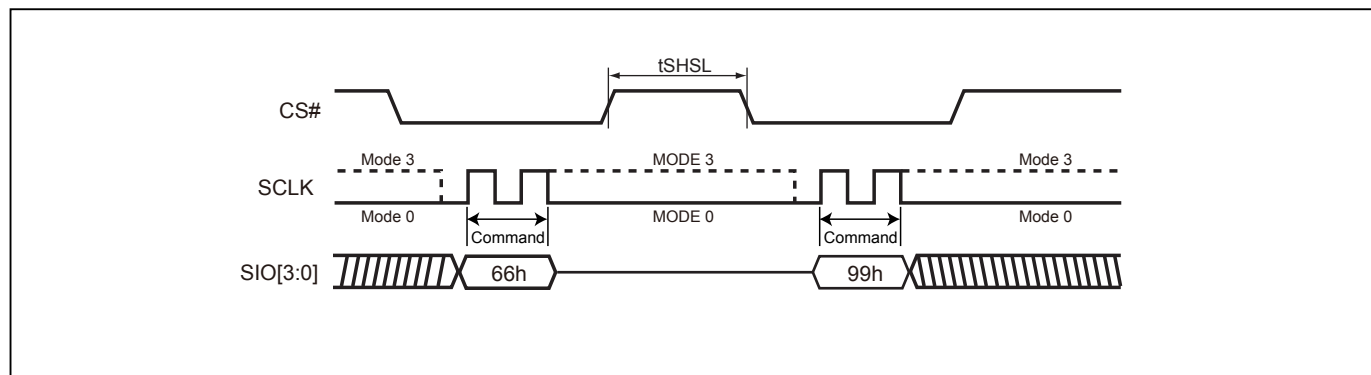 tSHSL
CS#
Mode 3 MODE 3 Mode 3
SCLK
Mode 0 MODE 0 Mode 0
Command Command
SIO[3:0] 66h 99h